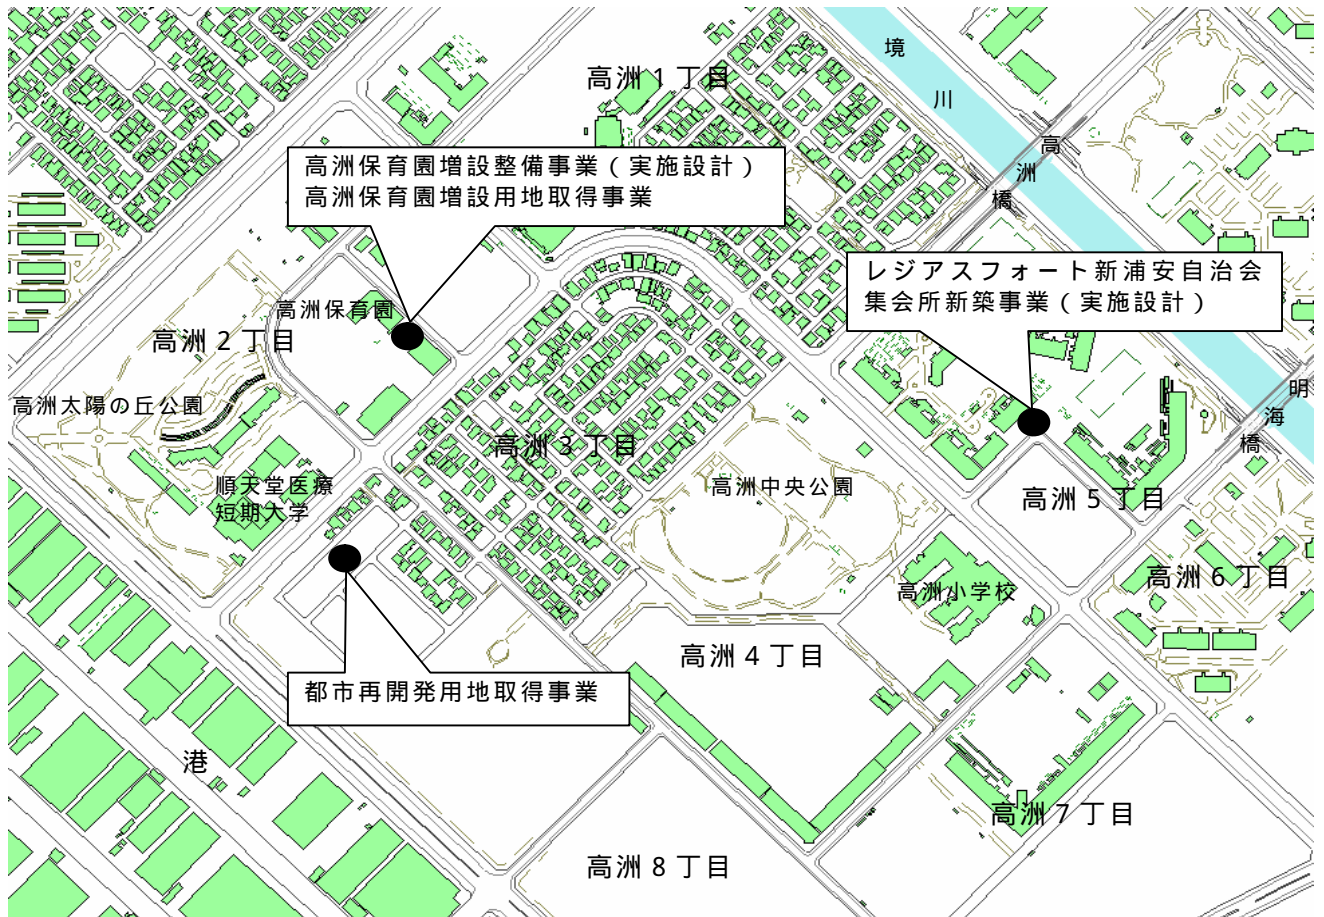 境
川
高洲1丁目
高
洲
橋
高洲保育園増設整備事業(実施設計)
高洲保育園増設用地取得事業
レジアスフォート新浦安自治会
集会所新築事業(実施設計)
高洲保育園
高洲2丁目
高洲太陽の丘公園
明
海
橋
高洲3丁目
順天堂医療
短期大学
高洲中央公園
高洲5丁目
高洲6丁目
高洲小学校
高洲4丁目
都市再開発用地取得事業
港
高洲7丁目
高洲8丁目